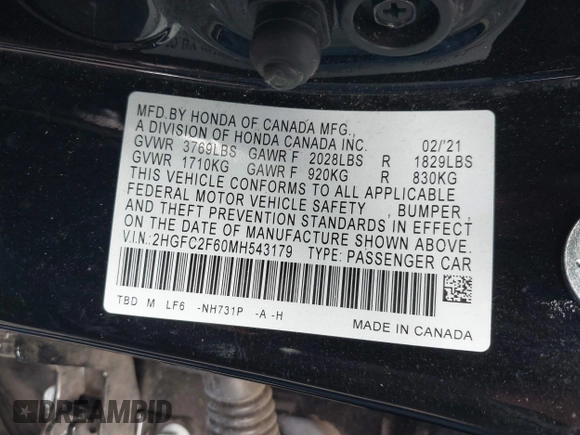 MFD. BY HONDA OF CANADA MFG.,
A DIVISION OF HONDA CANADA INC. 02/'21
GVWR 3769LBS GAWR F 2028LBS R 1829LBS
GVWR 1710KG GAWR F 920KG R 830KG
THIS VEHICLE CONFORMS TO ALL APPLICABLE
FEDERAL MOTOR VEHICLE SAFETY , BUMPER ,
AND THEFT PREVENTION STANDARDS IN EFFECT
ON THE DATE OF MANUFACTURE SHOWN ABOVE.
V.I.N.: 2HGFC2F60MH543179 TYPE: PASSENGER CAR
TBD M LF6 -NH731P -A -H
MADE IN CANADA
DREAMBID